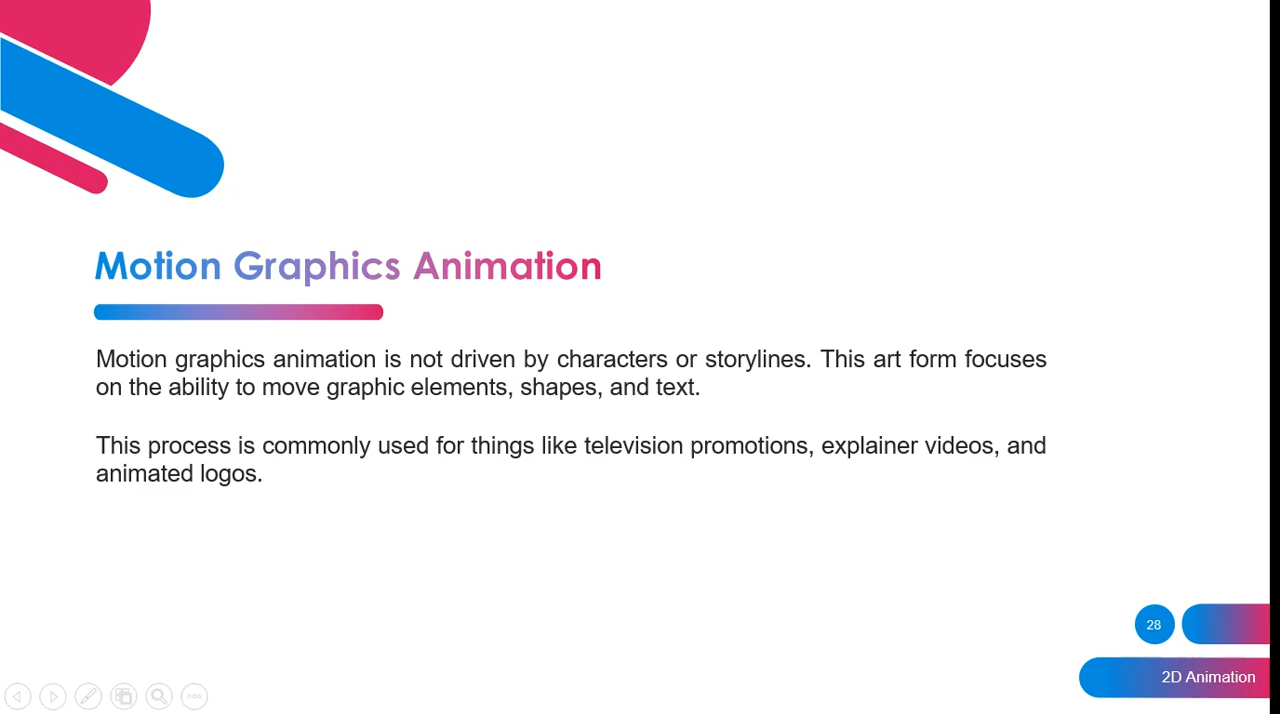 Motion Graphics Animation
Motion graphics animation is not driven by characters or storylines. This art form focuses
on the ability to move graphic elements, shapes, and text.
This process is commonly used for things like television promotions, explainer videos, and
animated logos.
28
2D Animation